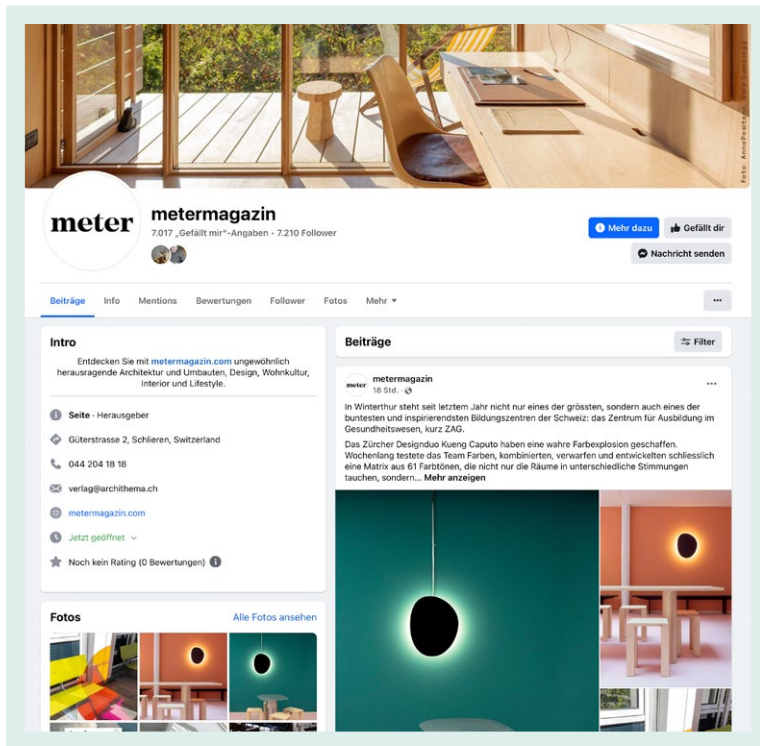 Foto: AnnePositano, Gion Caminagg
meter
metermagazin
7.017 „Gefällt mir“-Angaben • 7.210 Follower
Mehr dazu
Gefällt dir
Nachricht senden
Beiträge
Info
Mentions
Bewertungen
Follower
Fotos
Mehr
Intro
Entdecken Sie mit metermagazin.com ungewöhnlich
herausragende Architektur und Umbauten, Design, Wohnkultur,
Interior und Lifestyle.
Seite · Herausgeber
Güterstrasse 2, Schlieren, Switzerland
044 204 18 18
verlag@archithema.ch
metermagazin.com
Jetzt geöffnet
Noch kein Rating (0 Bewertungen)
Fotos
Alle Fotos ansehen
Beiträge
Filter
meter
metermagazin
18 Std. ·
In Winterthur steht seit letztem Jahr nicht nur eines der grössten, sondern auch eines der
buntesten und inspirierendsten Bildungszentren der Schweiz: das Zentrum für Ausbildung im
Gesundheitswesen, kurz ZAG.
Das Zürcher Designduo Kueng Caputo haben eine wahre Farbexplosion geschaffen.
Wochenlang testete das Team Farben, kombinierten, verwarfen und entwickelten schliesslich
eine Matrix aus 61 Farbtönen, die nicht nur die Räume in unterschiedliche Stimmungen
tauchen, sondern... Mehr anzeigen